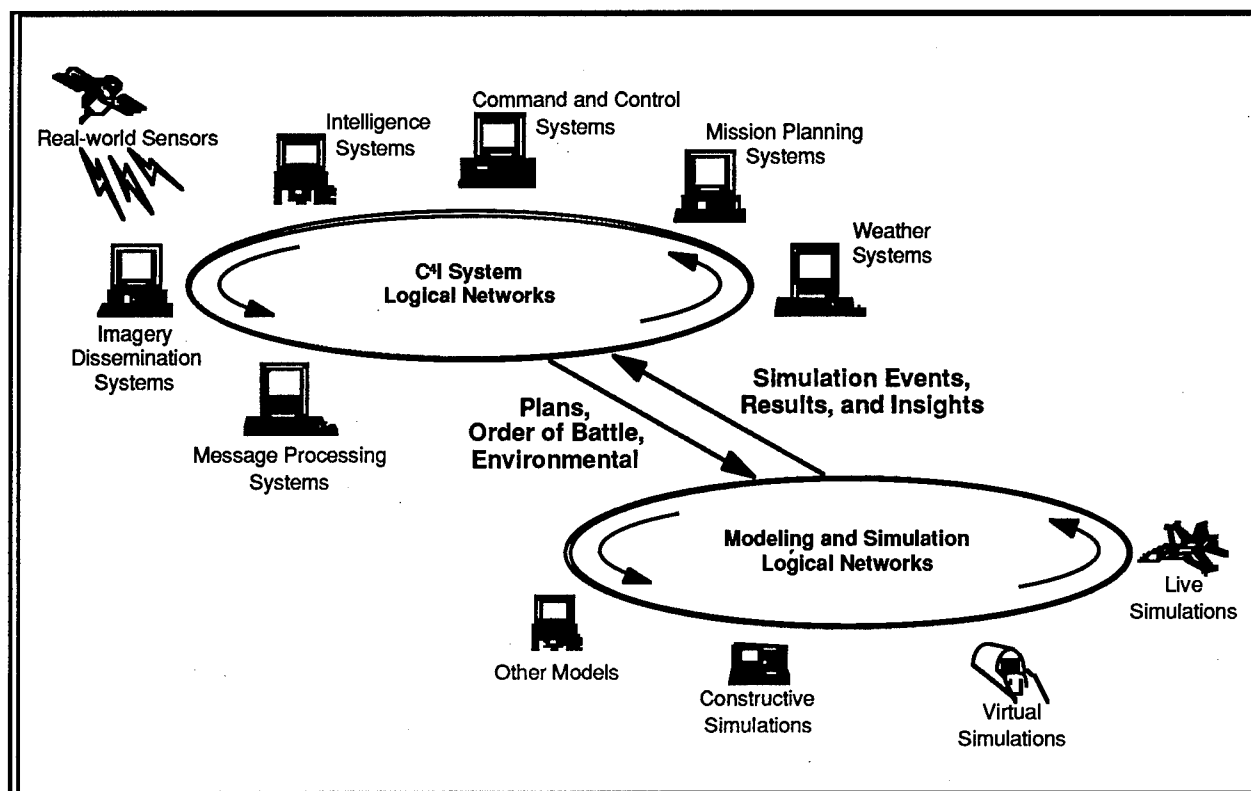 Real-world Sensors
Intelligence
Systems
Command and Control
Systems
Mission Planning
Systems
Weather
Systems
C⁴I System
Logical Networks
Imagery
Dissemination
Systems
Message Processing
Systems
Plans,
Order of Battle,
Environmental
Simulation Events,
Results, and Insights
Modeling and Simulation
Logical Networks
Live
Simulations
Other Models
Constructive
Simulations
Virtual
Simulations